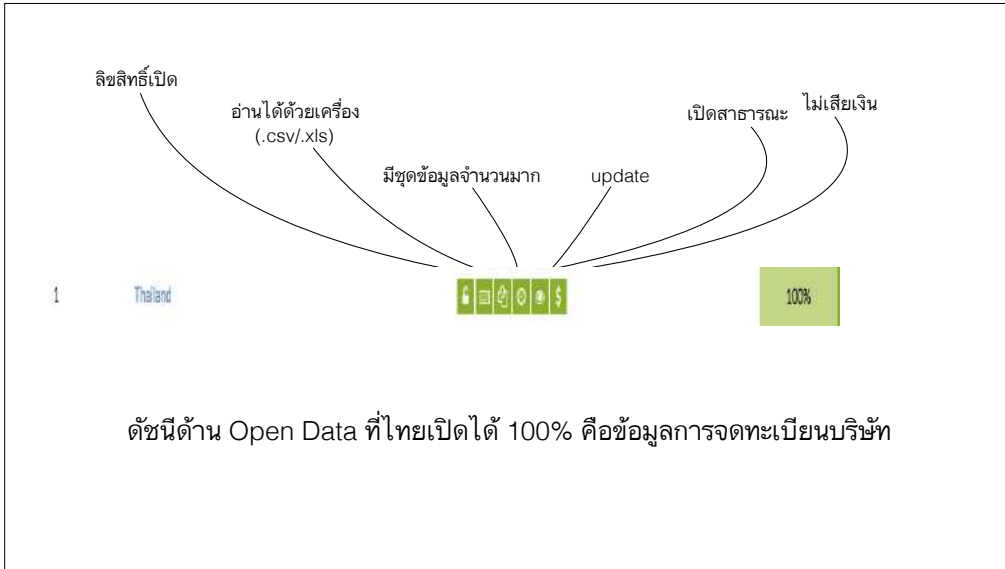 ลิขสิทธิ์เปิด
อ่านได้ด้วยเครื่อง
(.csv/.xls)
มีชุดข้อมูลจำนวนมาก
update
เปิดสาธารณะ
ไม่เสียเงิน
1 Thailand $ 100%
ดัชนีด้าน Open Data ที่ไทยเปิดได้ 100% คือข้อมูลการจดทะเบียนบริษัท